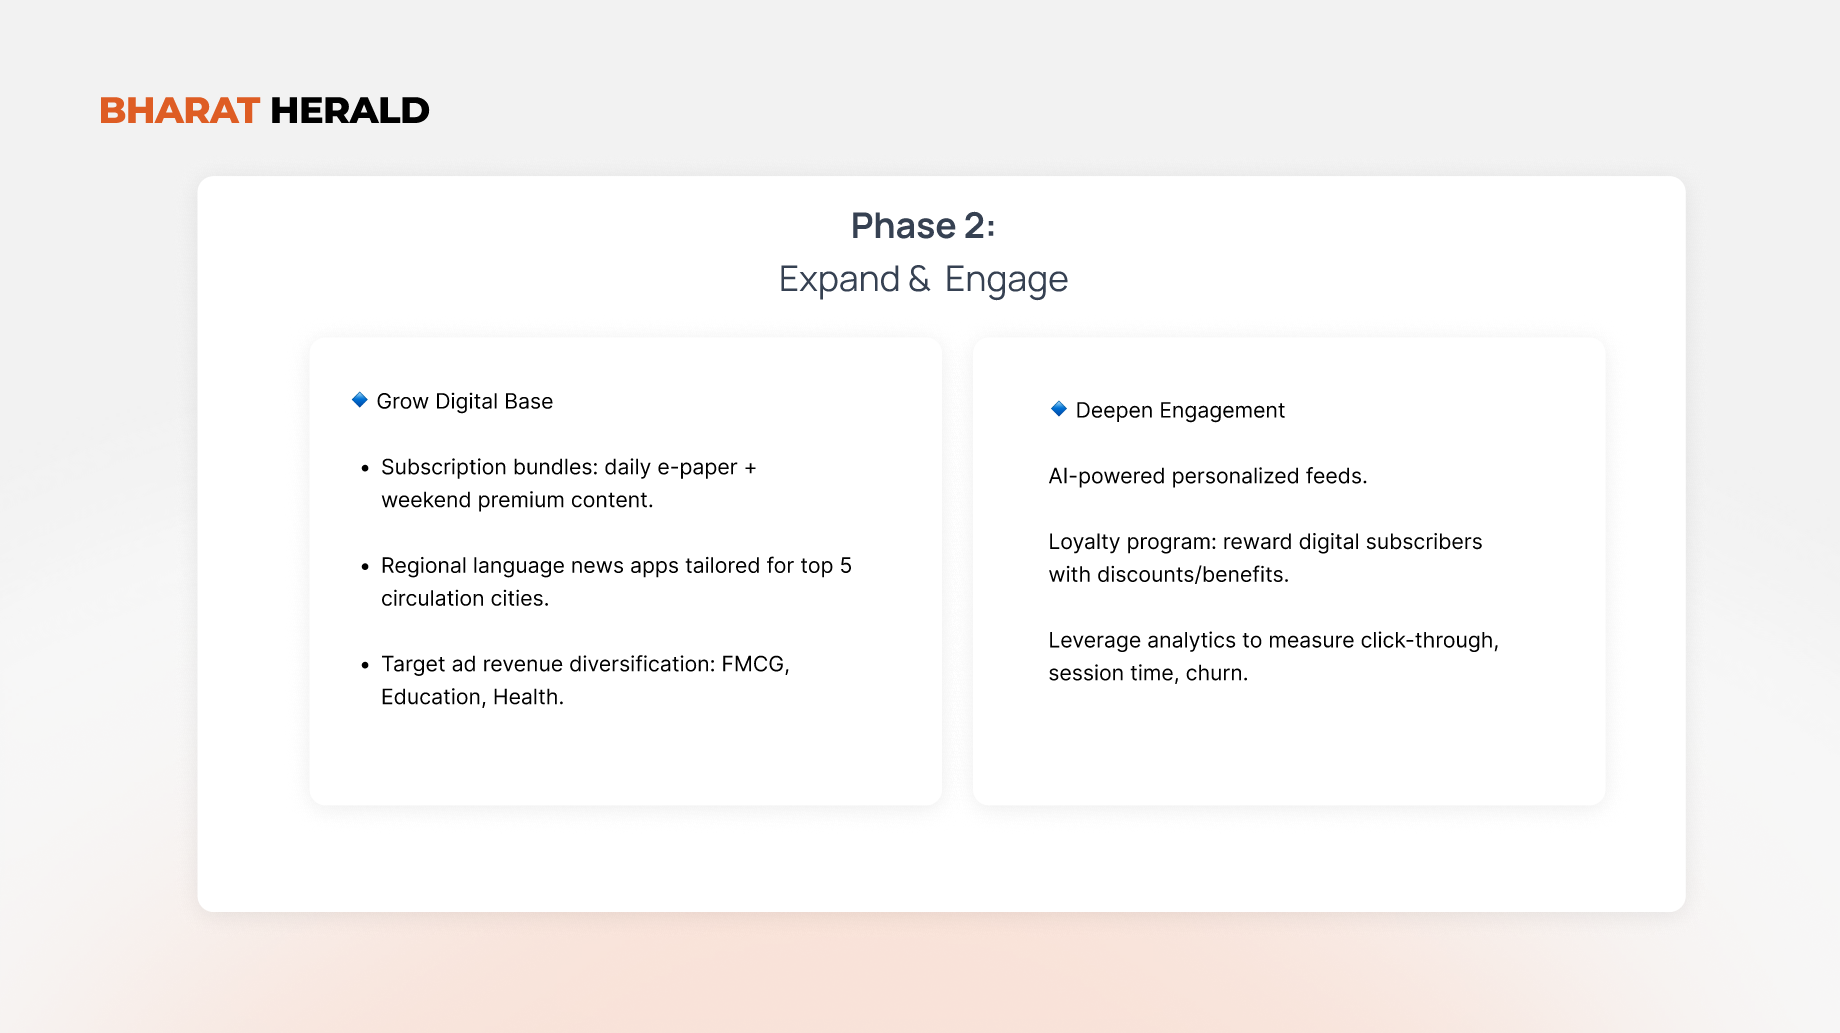 BHARAT HERALD
Phase 2:
Expand & Engage
🔹 Grow Digital Base
• Subscription bundles: daily e-paper +
weekend premium content.
• Regional language news apps tailored for top 5
circulation cities.
• Target ad revenue diversification: FMCG,
Education, Health.
🔹 Deepen Engagement
AI-powered personalized feeds.
Loyalty program: reward digital subscribers
with discounts/benefits.
Leverage analytics to measure click-through,
session time, churn.